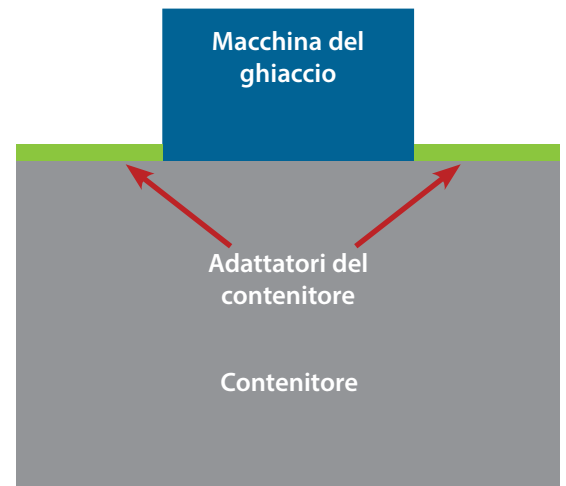 Macchina del
ghiaccio
Adattatori del
contenitore
Contenitore